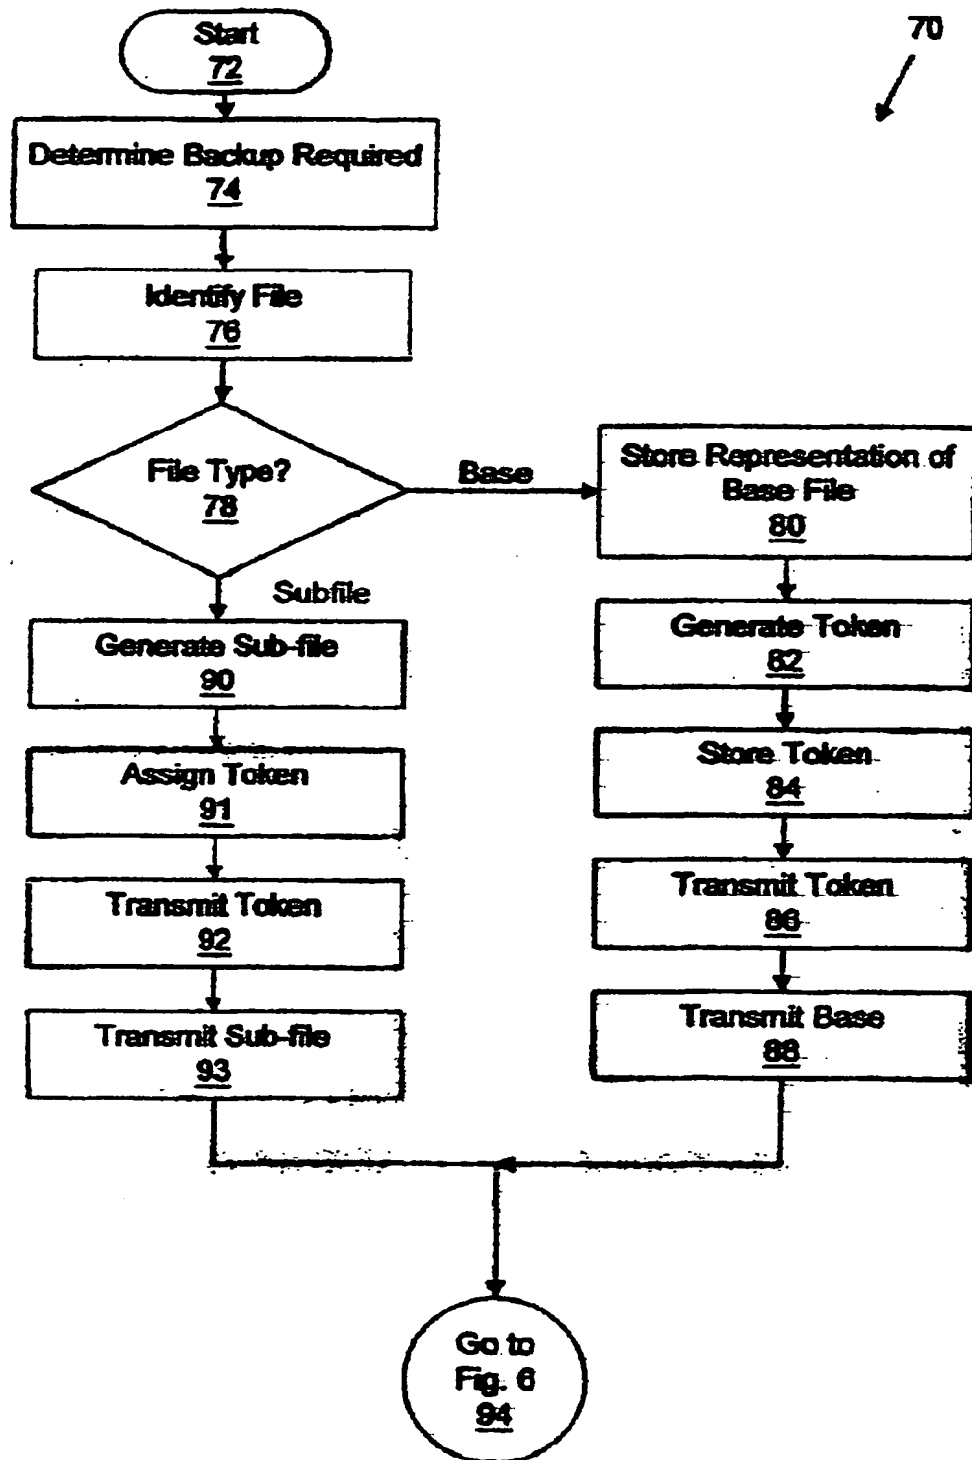 70
Start
72
Determine Backup Required
74
Identify File
76
File Type?
78
Base
Subfile
Store Representation of
Base File
80
Generate Token
82
Store Token
84
Transmit Token
86
Transmit Base
88
Generate Sub-file
90
Assign Token
91
Transmit Token
92
Transmit Sub-file
93
Go to
Fig. 6
94